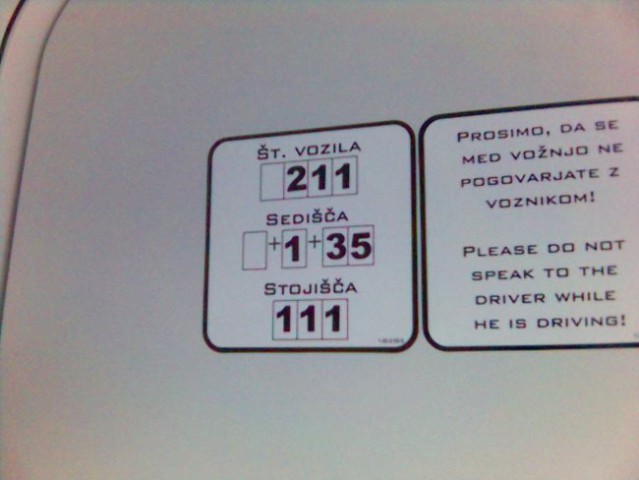 ŠT. VOZILA
211
SEDIŠČA
+1+35
STOJIŠČA
111
PROSIMO, DA SE
MED VOŽNJO NE
POGOVARJATE Z
VOZNIKOM!
PLEASE DO NOT
SPEAK TO THE
DRIVER WHILE
HE IS DRIVING!